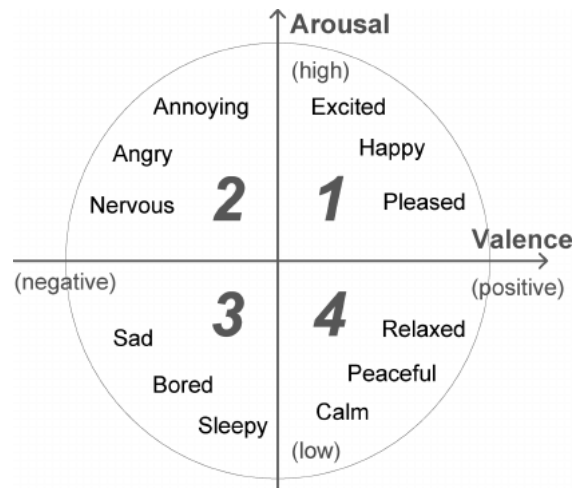 Arousal
(high)
Annoying Excited
Angry Happy
Nervous 2 1 Pleased
Valence
(negative) (positive)
3 4
Sad Relaxed
Bored Peaceful
Sleepy Calm
(low)